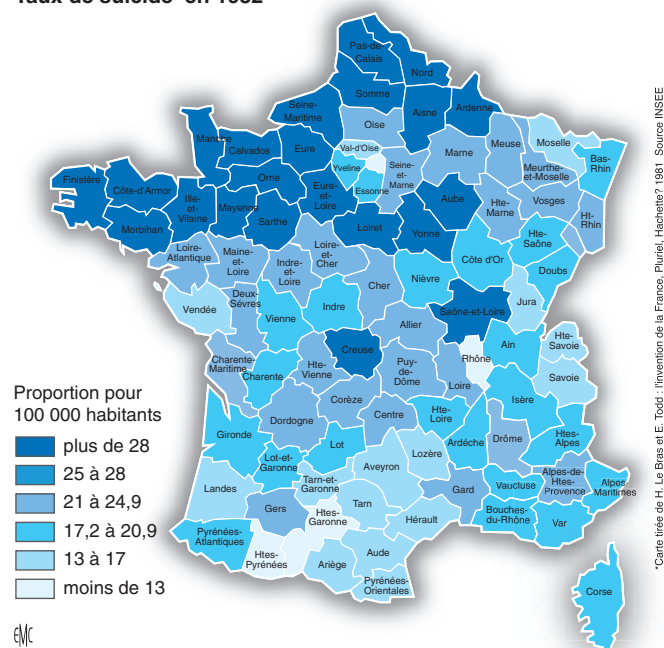 Pas-de-
Calais
Nord
Somme
Seine-
Maritime
Aisne
Ardenne
Oise
Manche
Calvados
Eure
Val-d'Oise
Yveline
Essonne
Seine-
et
Marne
Marne
Meuse
Moselle
Meurthe-
et-Moselle
Bas-
Rhin
Finistère
Côte-d'Armor
Morbihan
Ille-
et-
Vilaine
Mayenne
Orne
Sarthe
Eure-
et-
Loire
Loiret
Yonne
Aube
Hte-
Marne
Vosges
Ht-
Rhin
Loire-
Atlantique
Maine-
et-
Loire
Indre-
et-
Loire
Loire-
et-
Cher
Cher
Nièvre
Côte d'Or
Hte-
Saône
Doubs
Vendée
Deux-
Sèvres
Vienne
Indre
Allier
Saône-et-Loire
Jura
Charente-
Maritime
Charente
Hte-
Vienne
Creuse
Puy-
de-
Dôme
Loire
Rhône
Ain
Hte-
Savoie
Savoie
Corèze
Centre
Dordogne
Gironde
Hte-
Loire
Ardéche
Isère
Drôme
Htes-
Alpes
Lot
Lot-et-
Garonne
Tarn-et-
Garonne
Aveyron
Lozère
Gard
Vaucluse
Alpes-de-
Htes-
Provence
Alpes-
Maritimes
Landes
Gers
Htes-
Garonne
Tarn
Hérault
Bouches-
du-Rhône
Var
Pyrénées-
Atlantiques
Htes-
Pyrénées
Ariège
Aude
Pyrénées-
Orientales
Corse
Proportion pour
100 000 habitants
plus de 28
25 à 28
21 à 24,9
17,2 à 20,9
13 à 17
moins de 13
EMC
*Carte tirée de H. Le Bras et E. Todd : l'invention de la France, Pluriel, Hachette? 1981 Source INSEE